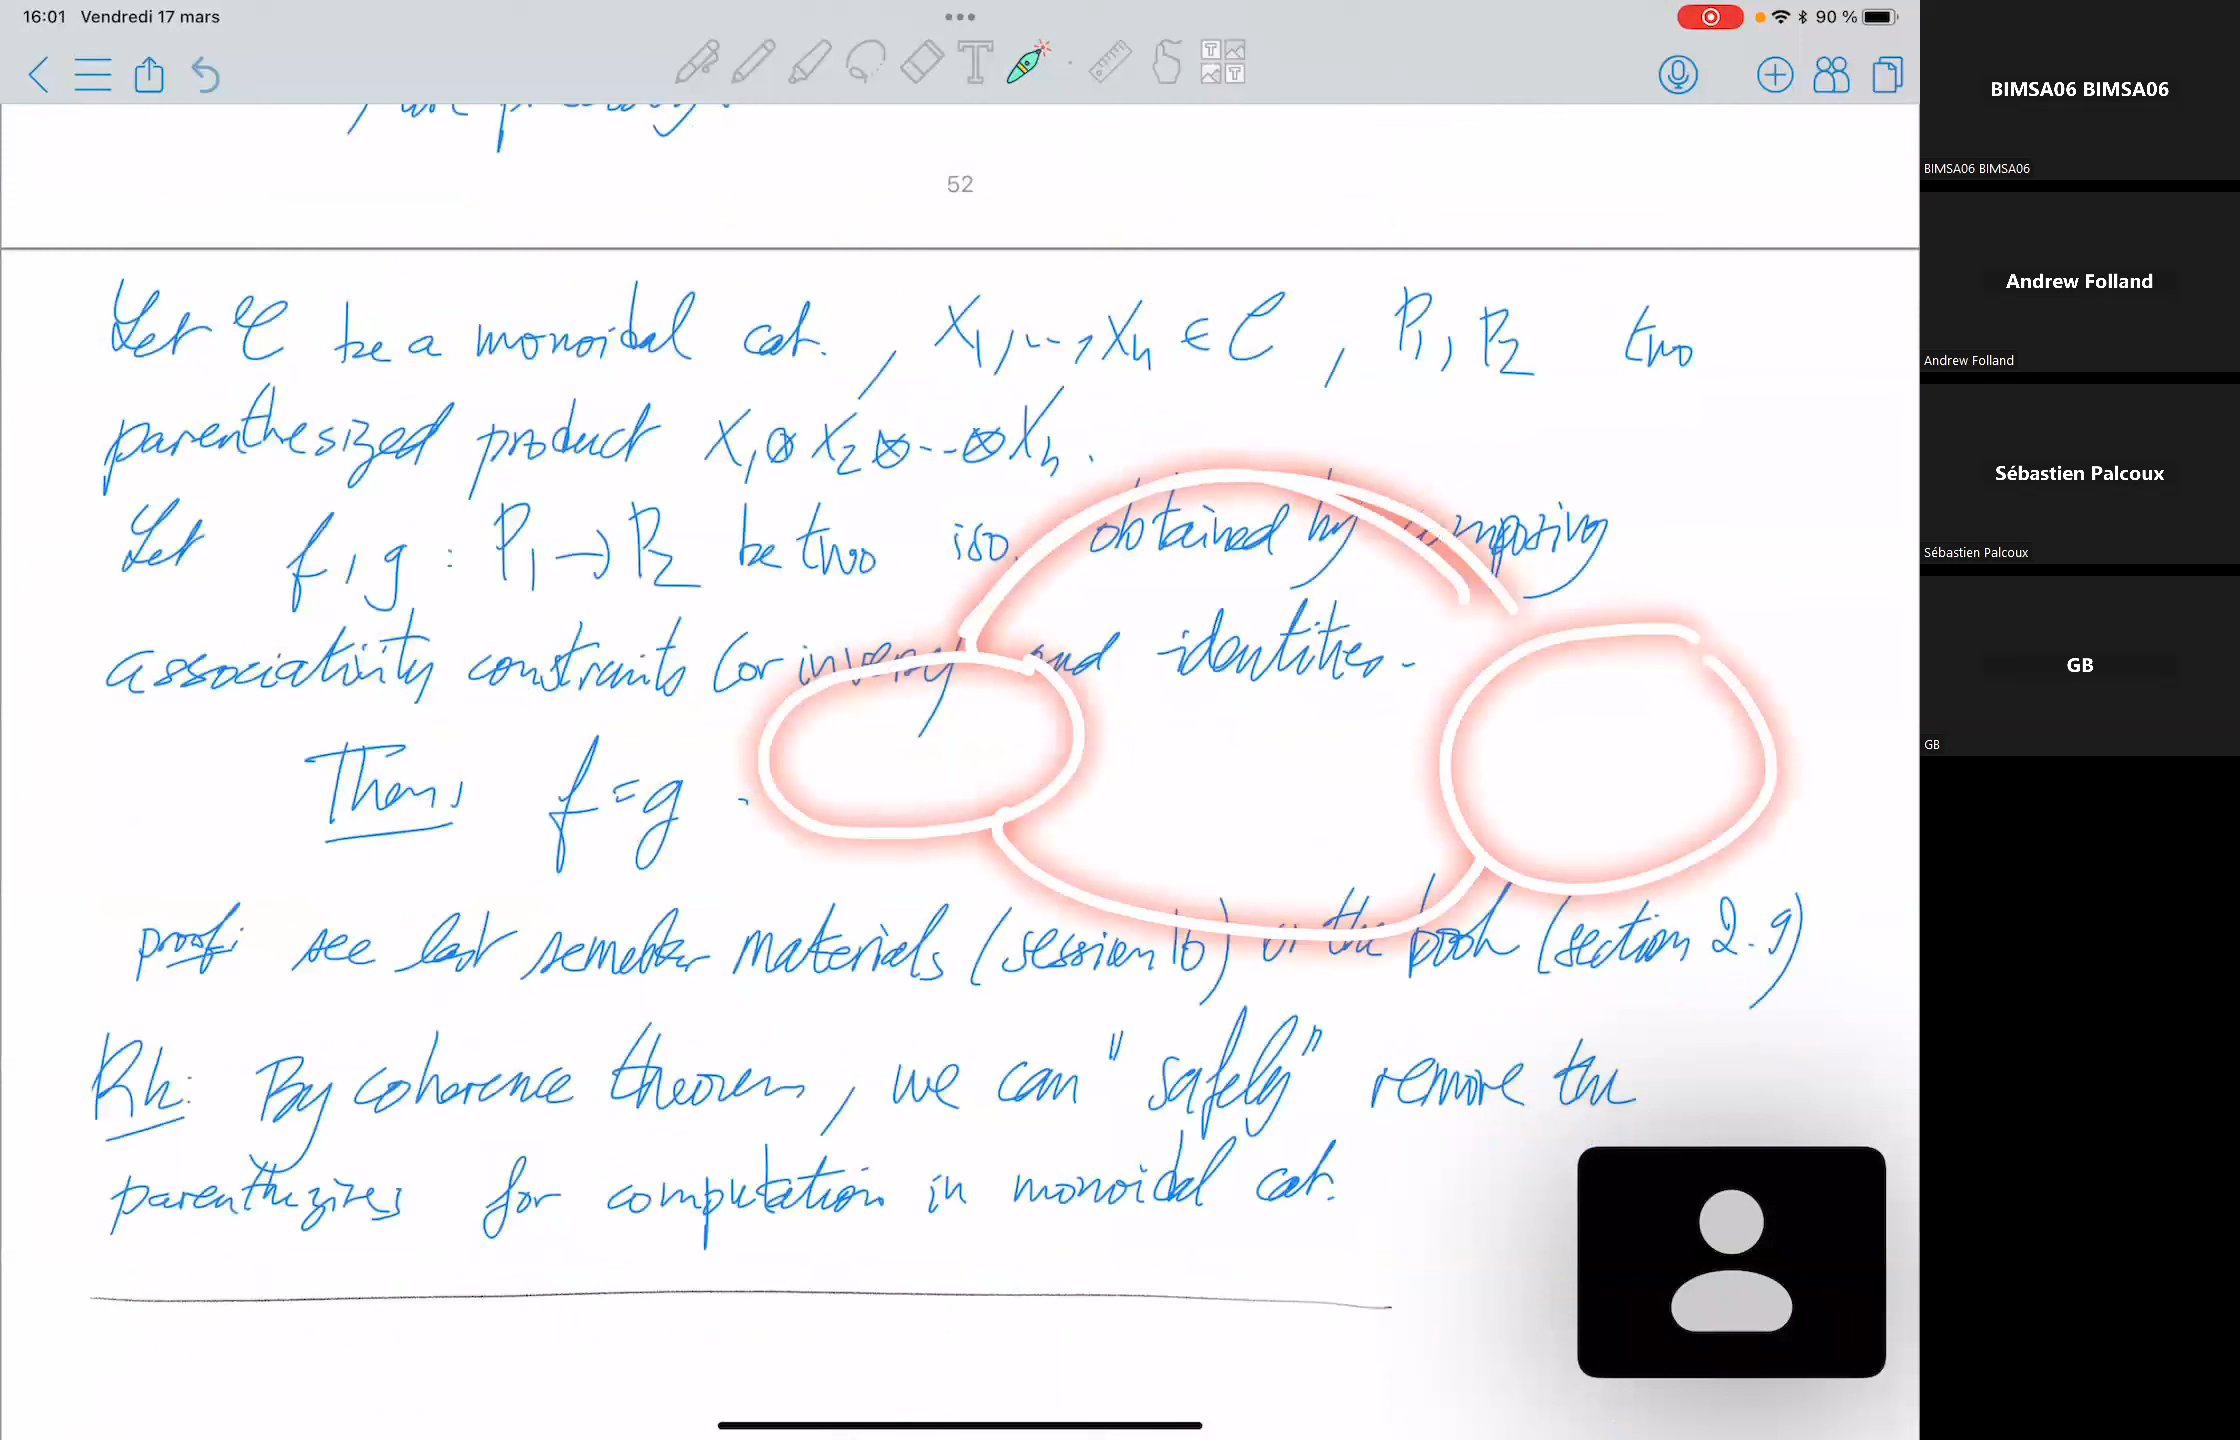 16:01 Vendredi 17 mars
90 %
52
Let C be a monoidal cat., X1, ..., Xn ∈ C, P1, P2 two
parenthesized product X1 ⊗ X2 ⊗ -- ⊗ Xn.
Let f, g : P1 → P2 be two iso. obtained by composing
associativity constraints (or inverse) and identities.
Then, f = g.
proof: see last semester materials (session 16) or the book (section 2.9)
Rk: By coherence theorem, we can "safely" remove the
for computation in monoidal cat.
BIMSA06 BIMSA06
BIMSA06 BIMSA06
Andrew Folland
Andrew Folland
Sébastien Palcoux
Sébastien Palcoux
GB
GB